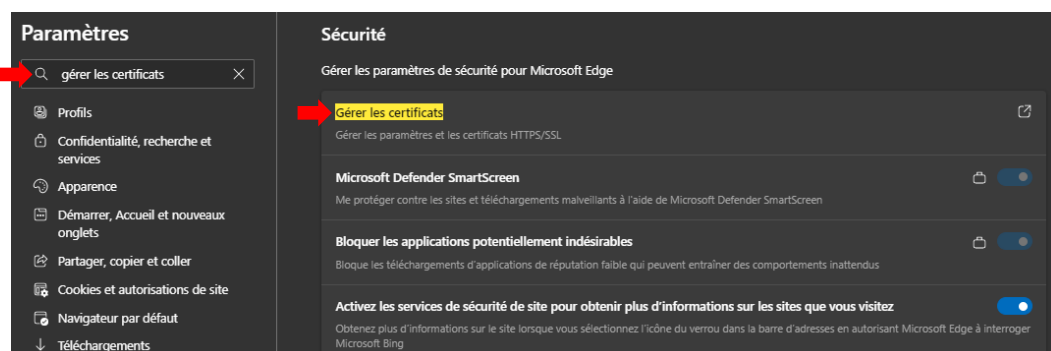 Paramètres
gérer les certificats
Profils
Confidentialité, recherche et
services
Apparence
Démarrer, Accueil et nouveaux
onglets
Partager, copier et coller
Cookies et autorisations de site
Navigateur par défaut
Téléchargements
Sécurité
Gérer les paramètres de sécurité pour Microsoft Edge
Gérer les certificats
Gérer les paramètres et les certificats HTTPS/SSL
Microsoft Defender SmartScreen
Me protéger contre les sites et téléchargements malveillants à l'aide de Microsoft Defender SmartScreen
Bloquer les applications potentiellement indésirables
Bloque les téléchargements d'applications de réputation faible qui peuvent entraîner des comportements inattendus
Activez les services de sécurité de site pour obtenir plus d'informations sur les sites que vous visitez
Obtenez plus d'informations sur le site lorsque vous sélectionnez l'icône du verrou dans la barre d'adresses en autorisant Microsoft Edge à interroger
Microsoft Bing